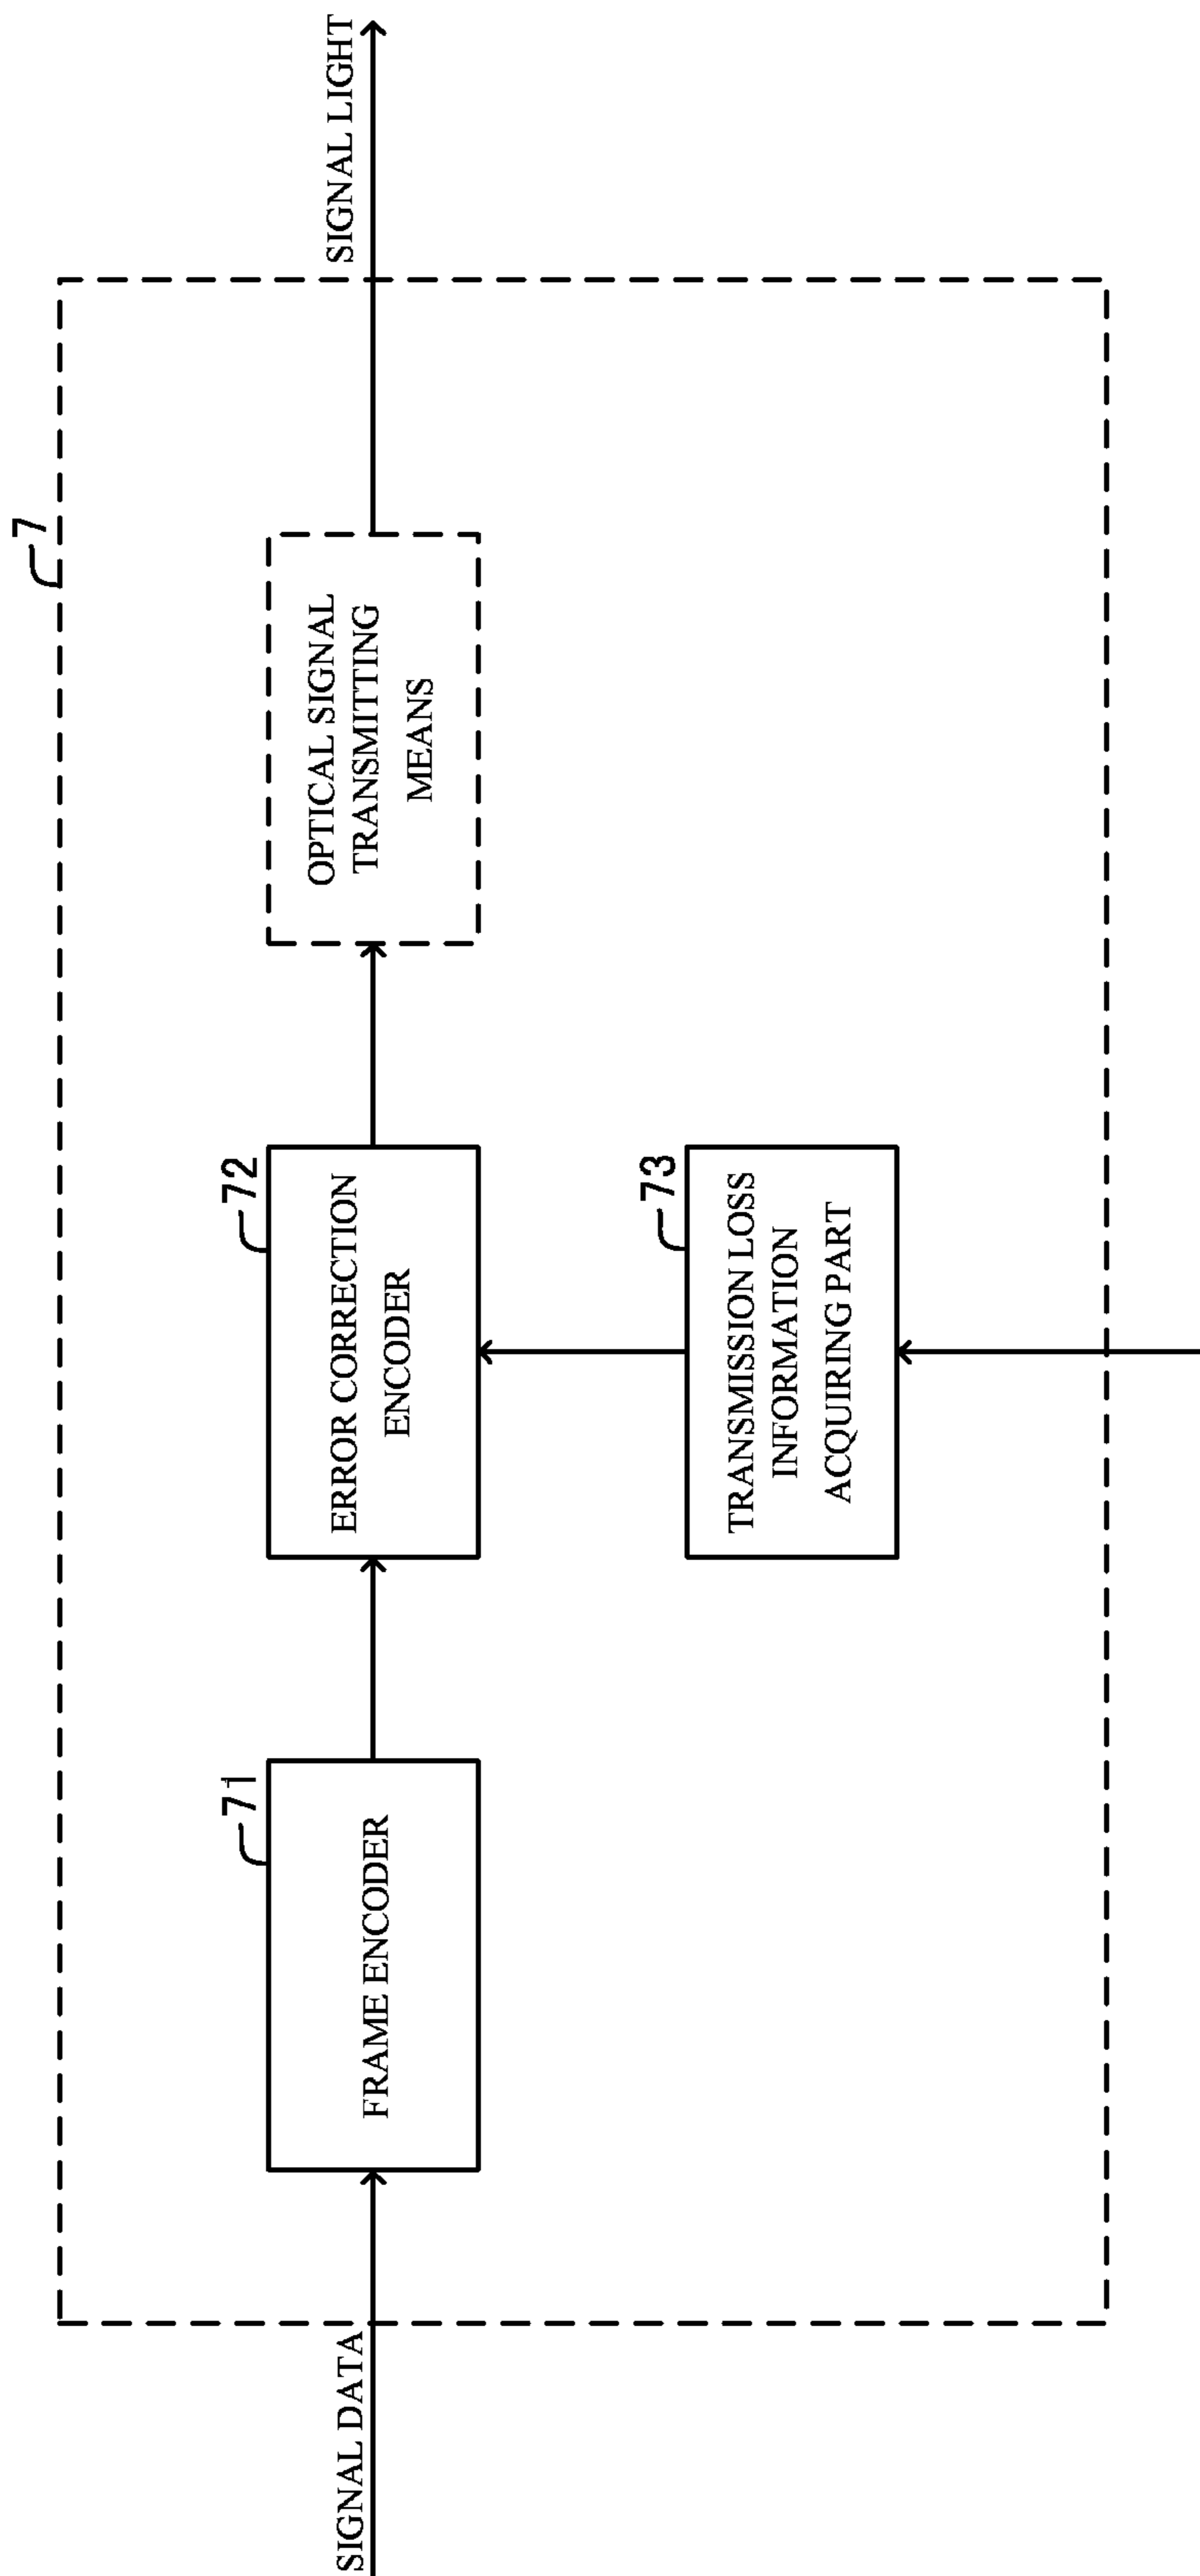 7
SIGNAL DATA
71
FRAME ENCODER
72
ERROR CORRECTION
ENCODER
OPTICAL SIGNAL
TRANSMITTING
MEANS
SIGNAL LIGHT
73
TRANSMISSION LOSS
INFORMATION
ACQUIRING PART